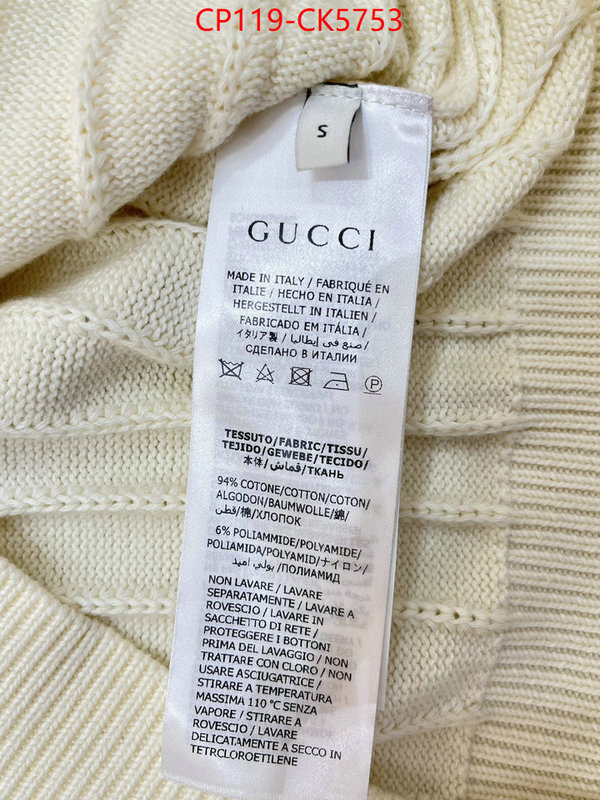 CP119-CK5753
S
GUCCI
MADE IN ITALY / FABRIQUÉ EN
ITALIE / HECHO EN ITALIA /
HERGESTELLT IN ITALIEN /
FABRICADO EM ITÁLIA /
イタリア製 / صنع في إيطاليا /
СДЕЛАНО В ИТАЛИИ
P
TESSUTO/FABRIC/TISSU/
TEJIDO/GEWEBE/TECIDO/
本体/قماش/ТКАНЬ
94% COTONE/COTTON/COTON/
ALGODON/BAUMWOLLE/綿/
قطن/棉/ХЛОПОК
6% POLIAMMIDE/POLYAMIDE/
POLIAMIDA/POLYAMID/ナイロン/
بولي اميد/ПОЛИАМИД
NON LAVARE / LAVARE
SEPARATAMENTE / LAVARE A
ROVESCIO / LAVARE IN
SACCHETTO DI RETE /
PROTEGGERE I BOTTONI
PRIMA DEL LAVAGGIO / NON
TRATTARE CON CLORO / NON
USARE ASCIUGATRICE /
STIRARE A TEMPERATURA
MASSIMA 110 °C SENZA
VAPORE / STIRARE A
ROVESCIO / LAVARE
DELICATAMENTE A SECCO IN
TETRCLOROETILENE